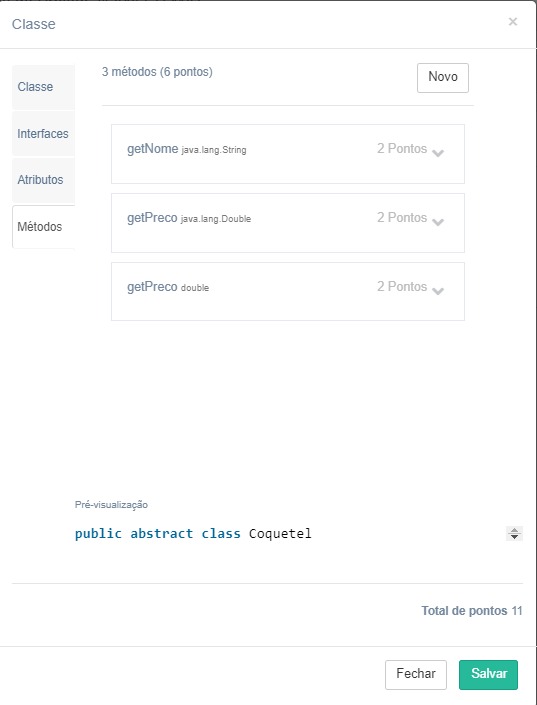 Classe
×
Classe
Interfaces
Atributos
Métodos
3 métodos (6 pontos)
Novo
getNome java.lang.String 2 Pontos
getPreco java.lang.Double 2 Pontos
getPreco double 2 Pontos
Pré-visualização
public abstract class Coquetel
Total de pontos 11
Fechar
Salvar